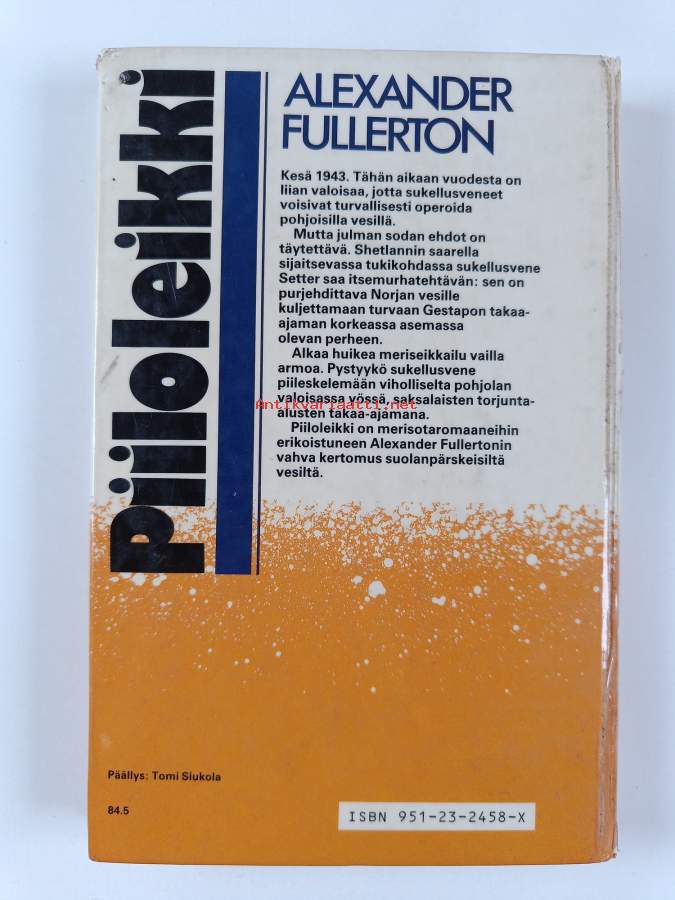 piiloleikki
ALEXANDER
FULLERTON
Kesä 1943. Tähän aikaan vuodesta on
liian valoisaa, jotta sukellusveneet
voisivat turvallisesti operoida
pohjoisilla vesillä.
Mutta julman sodan ehdot on
täytettävä. Shetlannin saarella
sijaitsevassa tukikohdassa sukellusvene
Setter saa itsemurhatehtävän: sen on
purjehdittava Norjan vesille
kuljettamaan turvaan Gestapon takaa-
ajaman korkeassa asemassa
olevan perheen.
Alkaa huikea meriseikkailu vailla
armoa. Pystyykö sukellusvene
piileskelemään viholliselta pohjolan
valoisassa yössä, saksalaisten torjunta-
Antikvariaatti.net
alusten takaa-ajamana.
Piiloleikki on merisotaromaaneihin
erikoistuneen Alexander Fullertonin
vahva kertomus suolanpärskeisiltä
vesiltä.
Päällys: Tomi Siukola
84.5
ISBN 951-23-2458-X